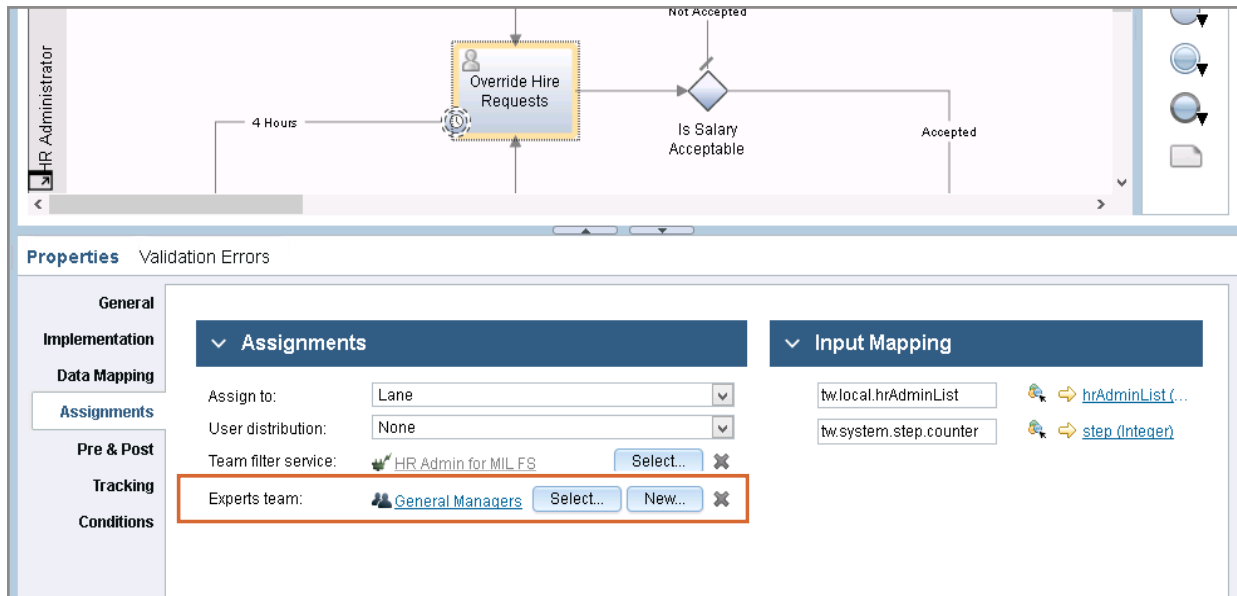 Not Accepted
HR Administrator
Override Hire
Requests
4 Hours
Is Salary
Acceptable
Accepted
Properties Validation Errors
General
Implementation
Data Mapping
Assignments
Pre & Post
Tracking
Conditions
Assignments
Assign to: Lane
User distribution: None
Team filter service: HR Admin for MIL FS Select...
Experts team: General Managers Select... New...
Input Mapping
tw.local.hrAdminList hrAdminList (...
tw.system.step.counter step (Integer)